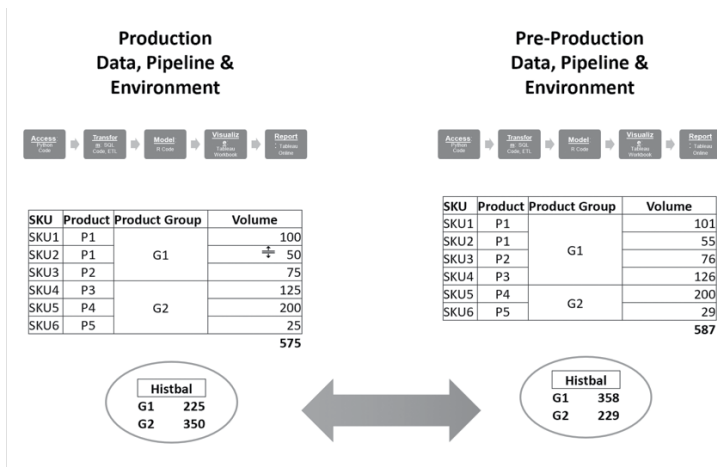 Production
Data, Pipeline &
Environment
Access:
Python
Code
Transfor
m: SQL
Code, ETL
Model:
R Code
Visualiz
e:
Tableau
Workbook
Report
: Tableau
Online
SKU Product Product Group Volume
SKU1 P1 G1 100
SKU2 P1 50
SKU3 P2 75
SKU4 P3 G2 125
SKU5 P4 200
SKU6 P5 25
575
Histbal
G1 225
G2 350
Pre-Production
Data, Pipeline &
Environment
Access:
Python
Code
Transfor
m: SQL
Code, ETL
Model:
R Code
Visualiz
e:
Tableau
Workbook
Report
: Tableau
Online
SKU Product Product Group Volume
SKU1 P1 G1 101
SKU2 P1 55
SKU3 P2 76
SKU4 P3 126
SKU5 P4 G2 200
SKU6 P5 29
587
Histbal
G1 358
G2 229